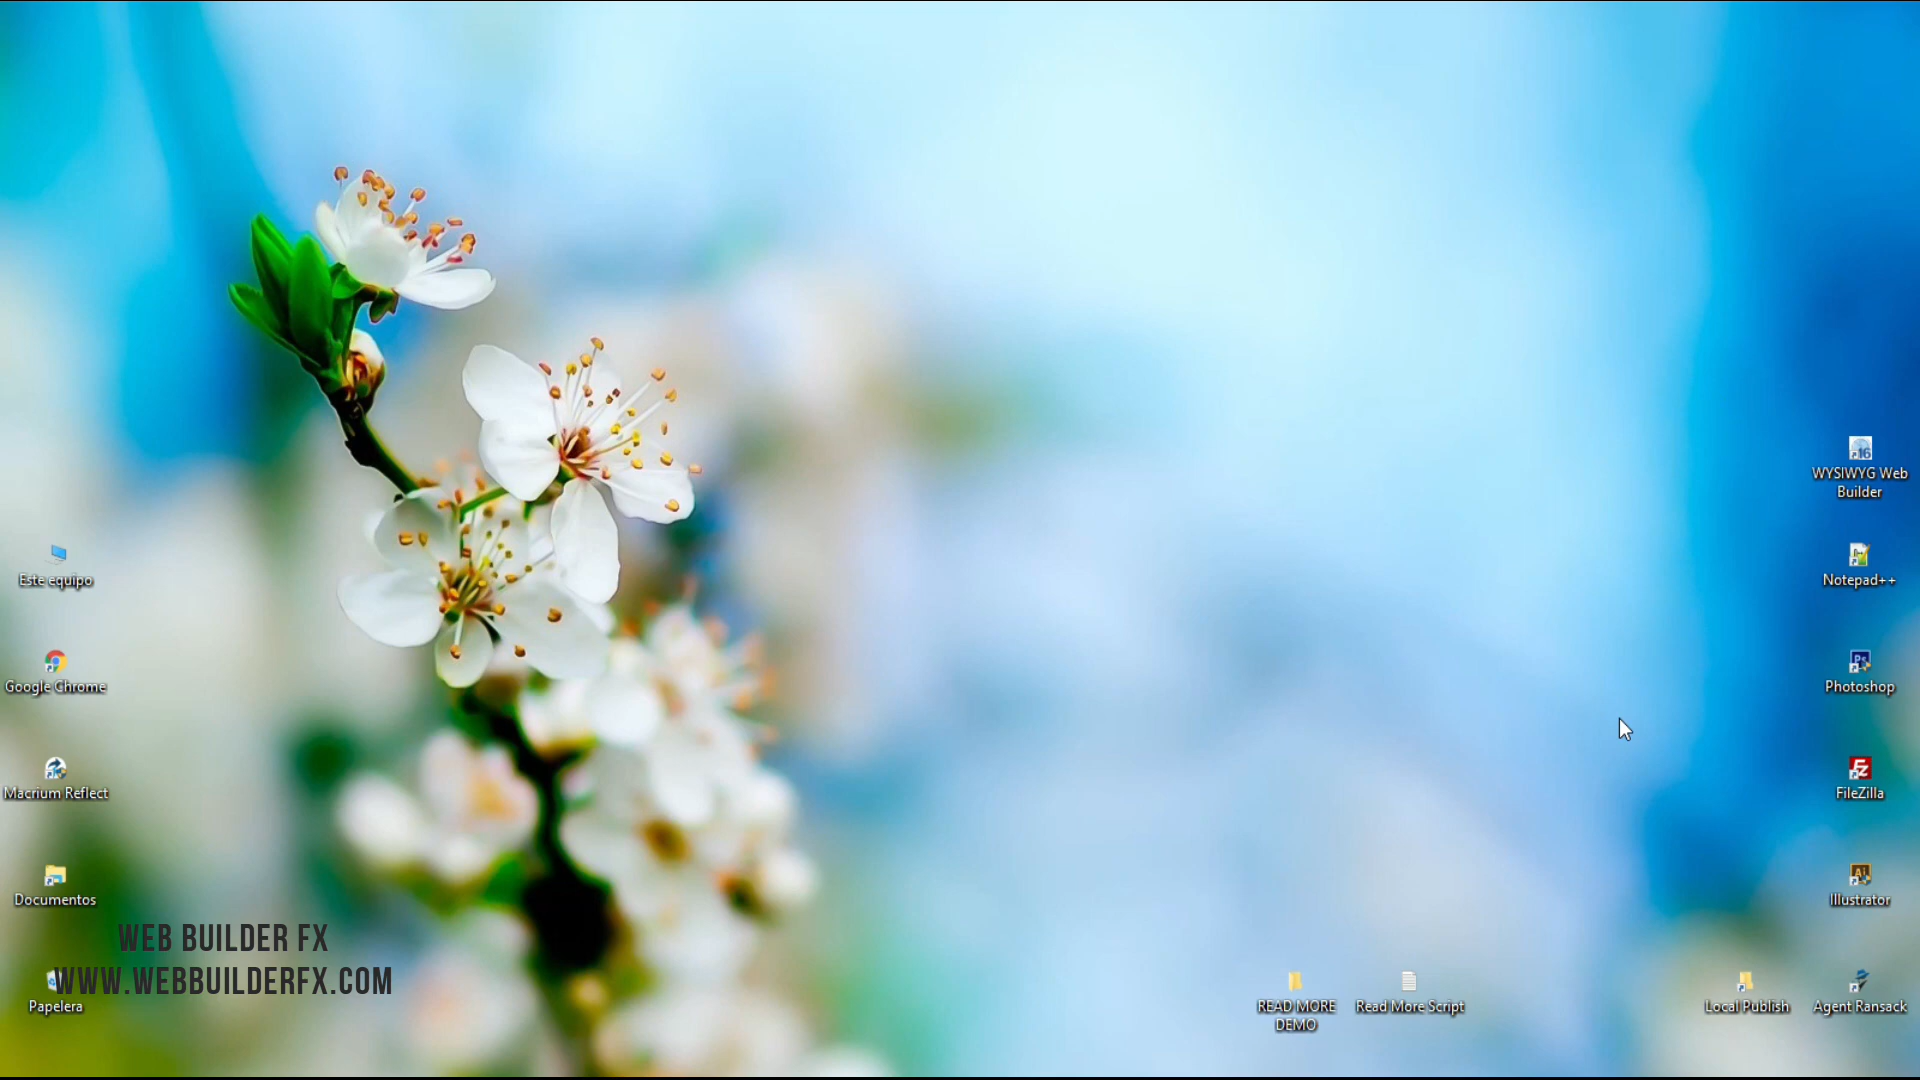 WYSIWYG Web
Builder
Este equipo
Notepad++
Google Chrome
Photoshop
Macrium Reflect
FileZilla
Documentos
Illustrator
WEB BUILDER FX
WWW.WEBBUILDERFX.COM
Papelera
READ MORE
DEMO
Read More Script
Local Publish
Agent Ransack